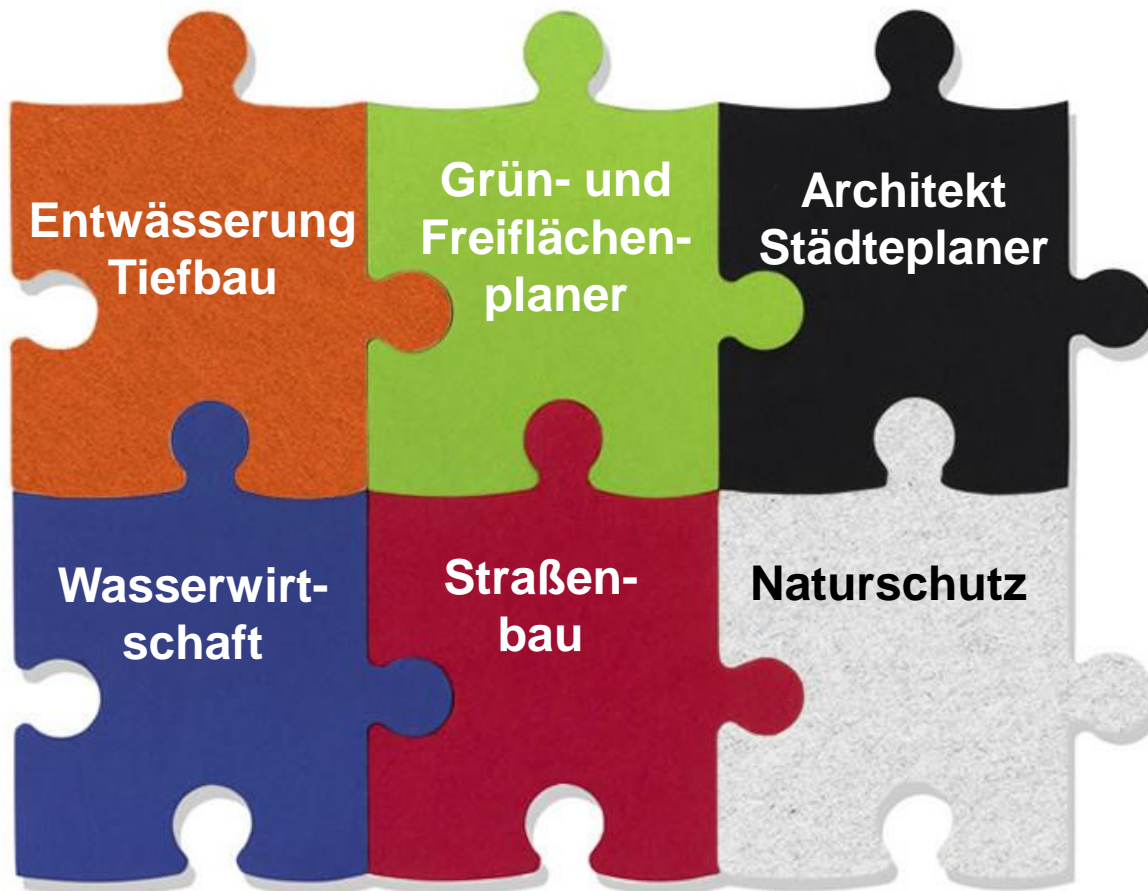 Entwässerung
Tiefbau
Grün- und
Freiflächen-
planer
Architekt
Städteplaner
Wasserwirt-
schaft
Straßen-
bau
Naturschutz